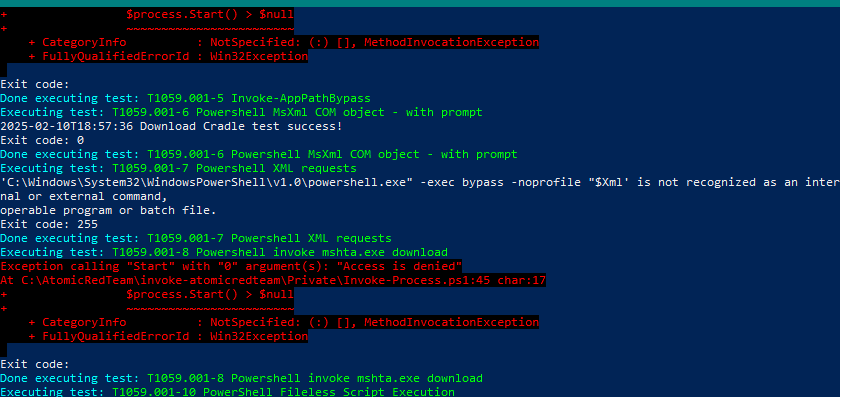 +                 $process.Start() > $null
+                 ~~~~~~~~~~~~~~~~~~~~~~~~
    + CategoryInfo          : NotSpecified: (:) [], MethodInvocationException
    + FullyQualifiedErrorId : Win32Exception
Exit code:
Done executing test: T1059.001-5 Invoke-AppPathBypass
Executing test: T1059.001-6 Powershell MsXml COM object - with prompt
2025-02-10T18:57:36 Download Cradle test success!
Exit code: 0
Done executing test: T1059.001-6 Powershell MsXml COM object - with prompt
Executing test: T1059.001-7 Powershell XML requests
'C:\Windows\System32\WindowsPowerShell\v1.0\powershell.exe" -exec bypass -noprofile "$Xml' is not recognized as an inter
nal or external command,
operable program or batch file.
Exit code: 255
Done executing test: T1059.001-7 Powershell XML requests
Executing test: T1059.001-8 Powershell invoke mshta.exe download
Exception calling "Start" with "0" argument(s): "Access is denied"
At C:\AtomicRedTeam\invoke-atomicredteam\Private\Invoke-Process.ps1:45 char:17
+                 $process.Start() > $null
+                 ~~~~~~~~~~~~~~~~~~~~~~~~
    + CategoryInfo          : NotSpecified: (:) [], MethodInvocationException
    + FullyQualifiedErrorId : Win32Exception
Exit code:
Done executing test: T1059.001-8 Powershell invoke mshta.exe download
Executing test: T1059.001-10 PowerShell Fileless Script Execution